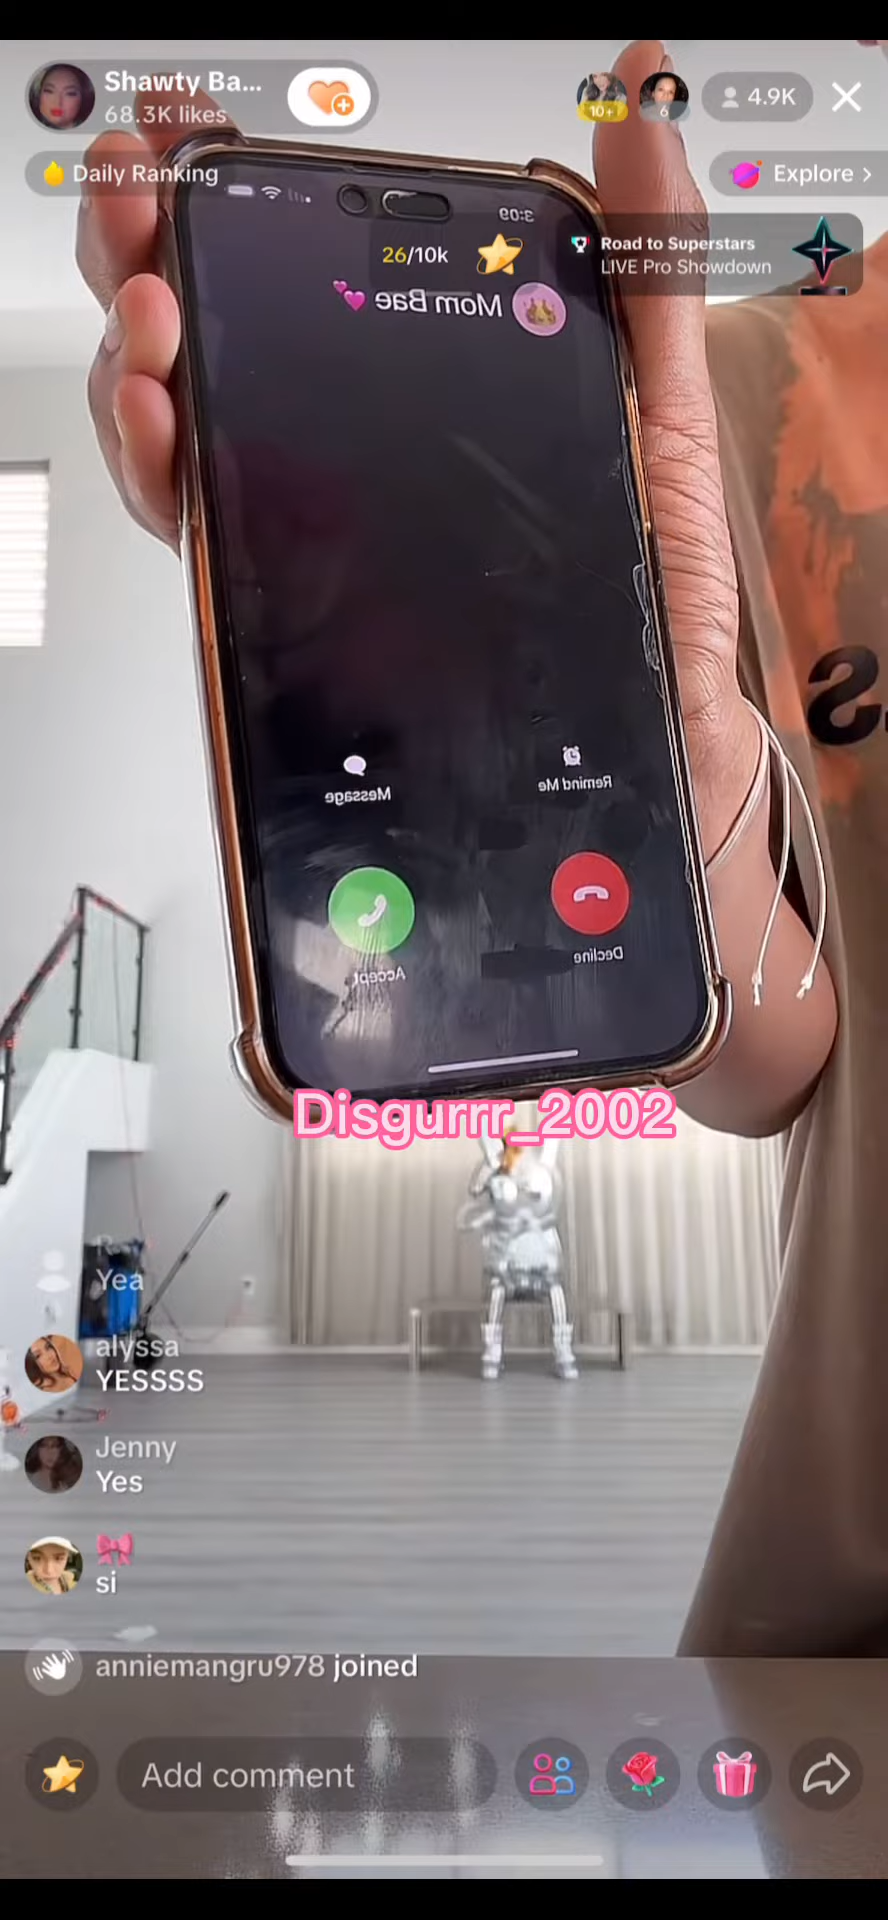 Shawty Ba...
68.3K likes
10+
6
4.9K
Daily Ranking
Explore
3:09
26/10k
Road to Superstars
LIVE Pro Showdown
Mom Bae
Message
Remind Me
Accept
Decline
S.
Disgurrr_2002
Yea
alyssa
YESSSS
Jenny
Yes
si
anniemangru978 joined
Add comment